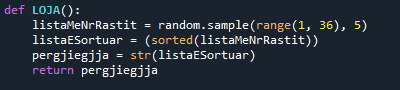 def LOJA():
    listaMeNrRastit = random.sample(range(1, 36), 5)
    listaESortuar = (sorted(listaMeNrRastit))
    pergjiegjja = str(listaESortuar)
    return pergjiegjja